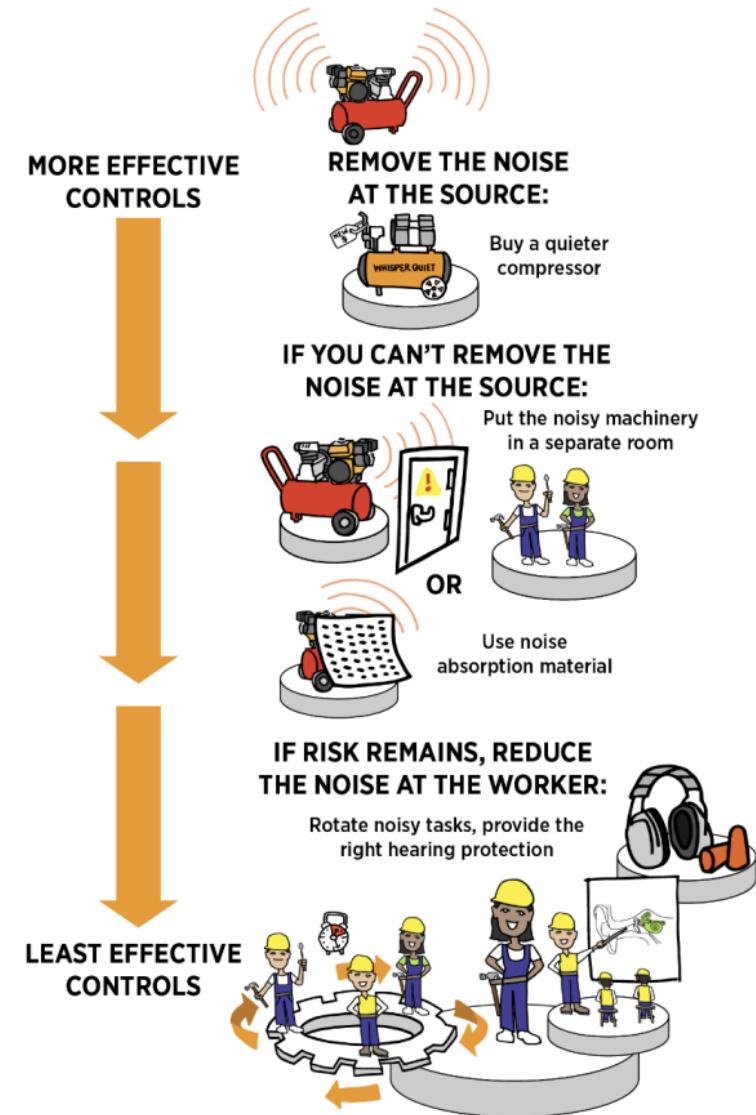 MORE EFFECTIVE
CONTROLS
REMOVE THE NOISE
AT THE SOURCE:
NEW
$
WHISPER QUIET
Buy a quieter
compressor
IF YOU CAN’T REMOVE THE
NOISE AT THE SOURCE:
Put the noisy machinery
in a separate room
!
OR
Use noise
absorption material
IF RISK REMAINS, REDUCE
THE NOISE AT THE WORKER:
Rotate noisy tasks, provide the
right hearing protection
LEAST EFFECTIVE
CONTROLS